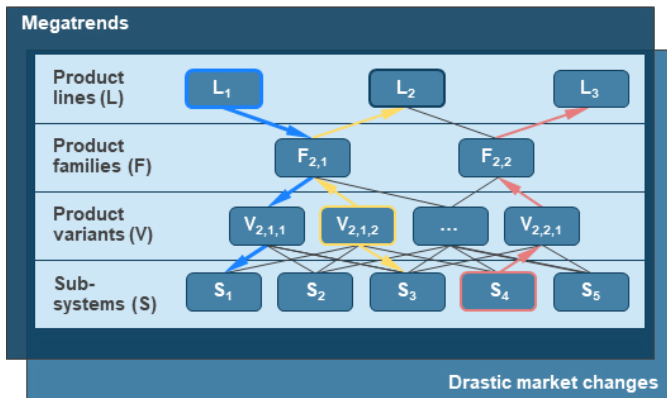 Megatrends
Product
lines (L)
L1
L2
L3
Product
families (F)
F2,1
F2,2
Product
variants (V)
V2,1,1
V2,1,2
...
V2,2,1
Sub-
systems (S)
S1
S2
S3
S4
S5
Drastic market changes